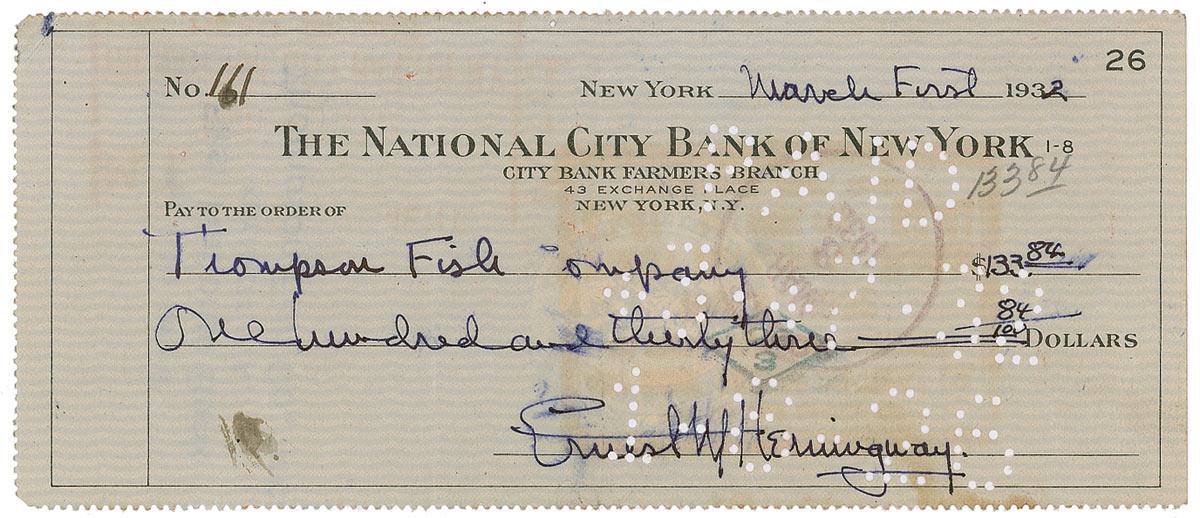 26
No. 161 New York March First 1932
THE NATIONAL CITY BANK OF NEW YORK 1-8
CITY BANK FARMERS BRANCH 13384
43 EXCHANGE PLACE
NEW YORK, N.Y.
PAY TO THE ORDER OF
Thompson Fish Company $133.84
One hundred and thirty three 84/100 DOLLARS
3
Ernest M Hemingway.